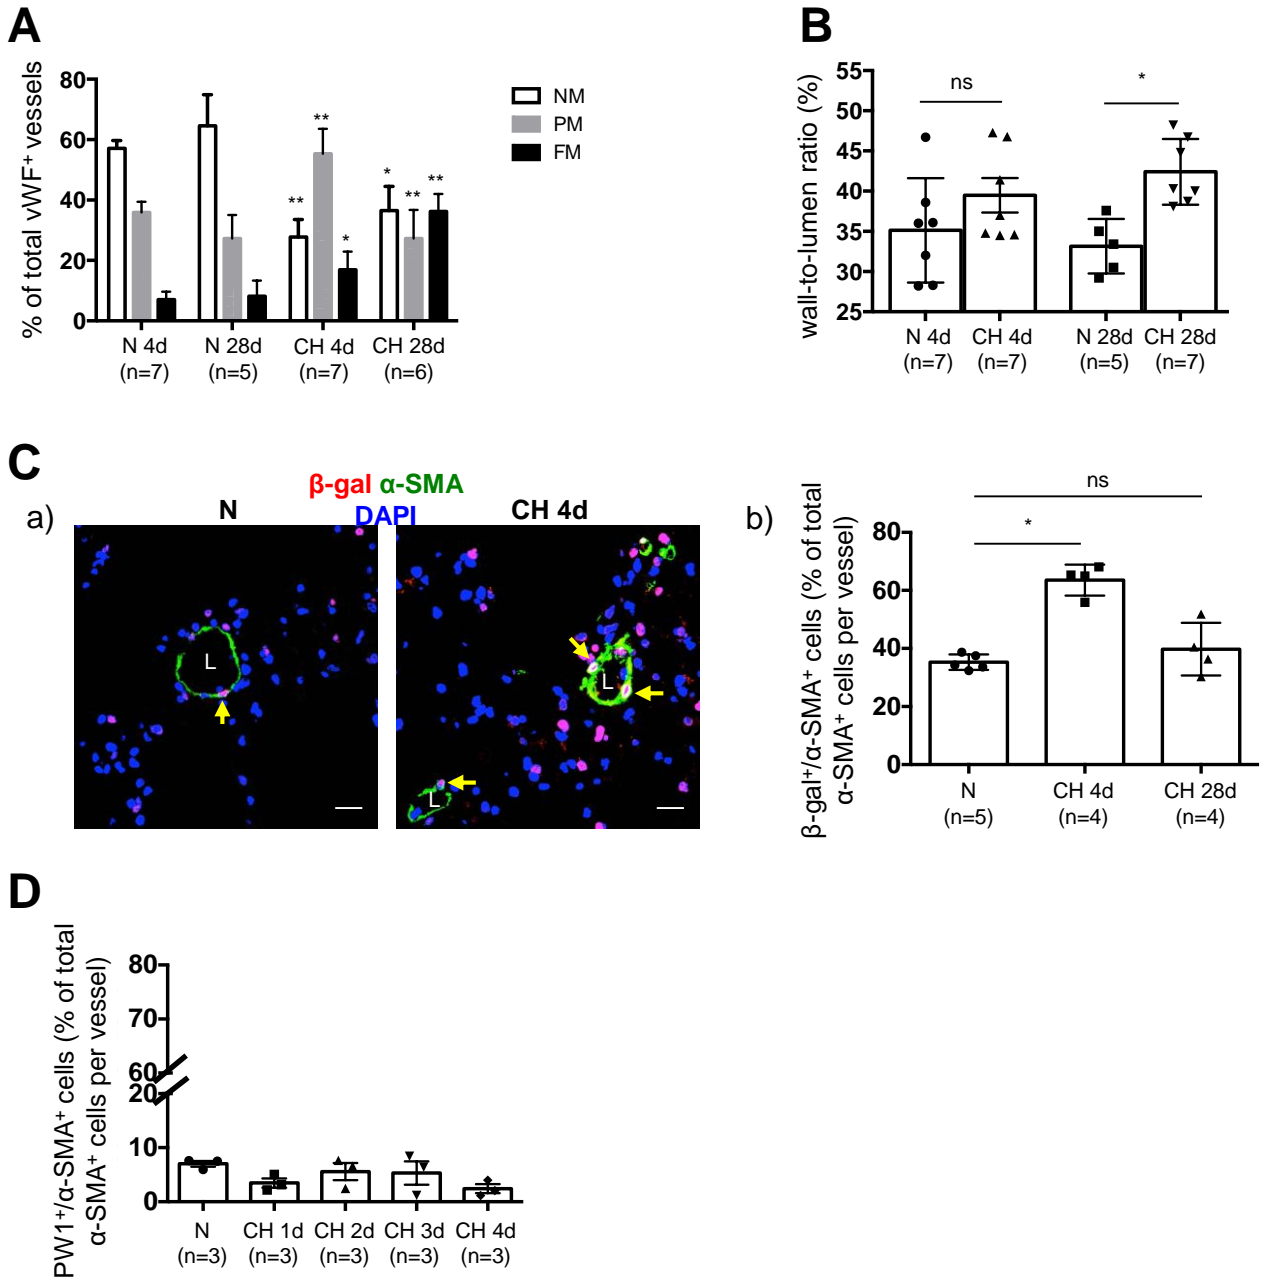 A
% of total vWF⁺ vessels
80
60
40
20
0
**
**
*
*
**
**
NM
PM
FM
N 4d
N 28d
CH 4d
CH 28d
(n=7)
(n=5)
(n=7)
(n=6)
B
wall-to-lumen ratio (%)
55
50
45
40
35
30
25
ns
*
N 4d
CH 4d
N 28d
CH 28d
(n=7)
(n=7)
(n=5)
(n=7)
C
a)
β-gal α-SMA
DAPI
N
CH 4d
L
L
L
b)
β-gal⁺/α-SMA⁺ cells (% of total
α-SMA⁺ cells per vessel)
80
60
40
20
0
ns
*
N
CH 4d
CH 28d
(n=5)
(n=4)
(n=4)
D
PW1⁺/α-SMA⁺ cells (% of total
α-SMA⁺ cells per vessel)
80
70
60
20
10
0
N
CH 1d
CH 2d
CH 3d
CH 4d
(n=3)
(n=3)
(n=3)
(n=3)
(n=3)